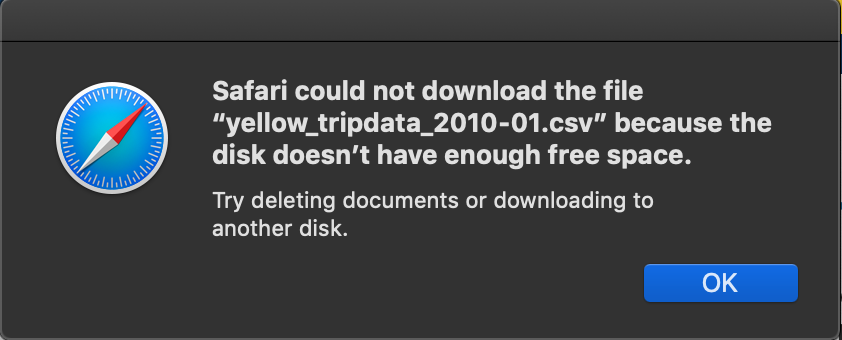 Safari could not download the file
“yellow_tripdata_2010-01.csv” because the
disk doesn’t have enough free space.
Try deleting documents or downloading to
another disk.
OK